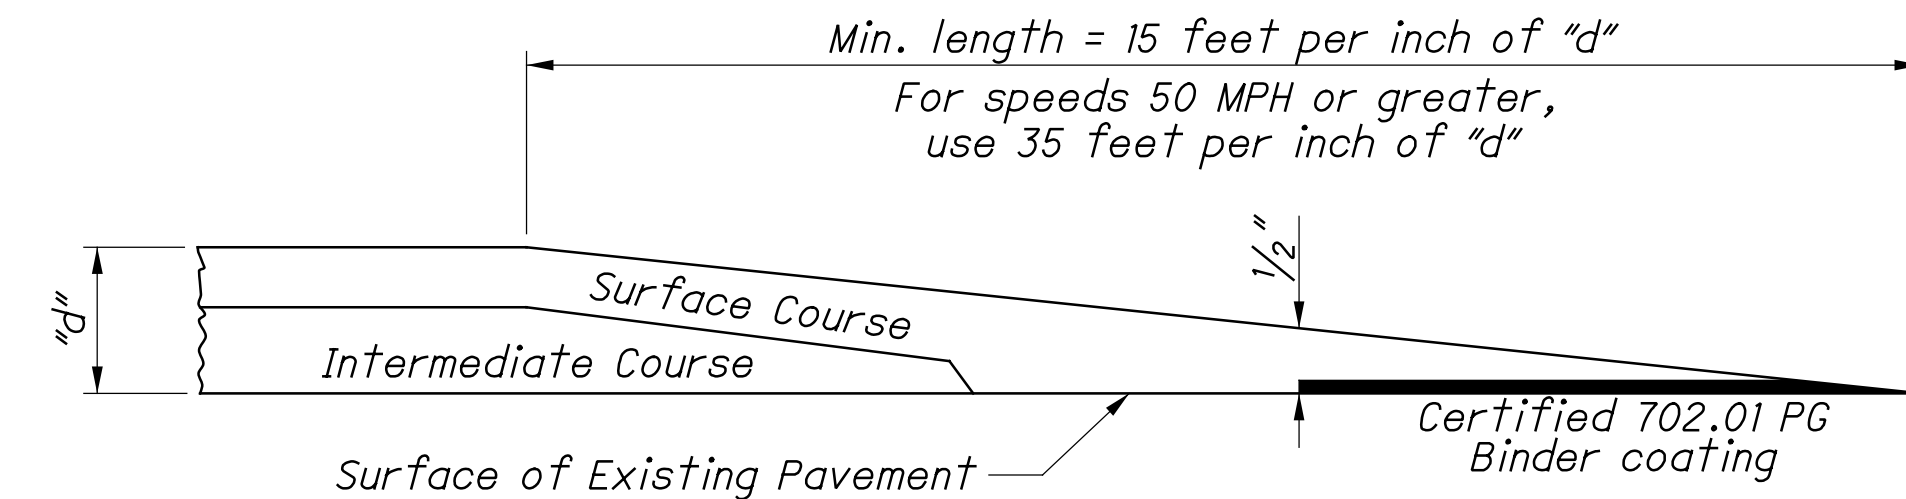 Min. length = 15 feet per inch of "d"
For speeds 50 MPH or greater,
use 35 feet per inch of "d"
1/2"
"d"
Surface Course
Intermediate Course
Certified 702.01 PG
Binder coating
Surface of Existing Pavement